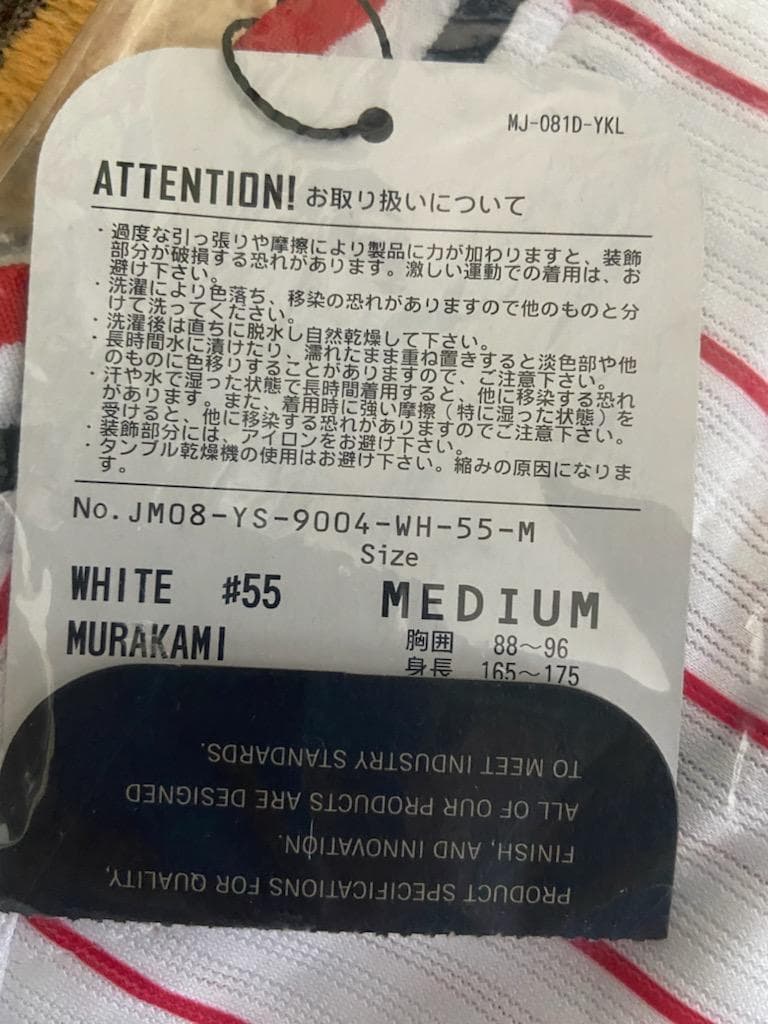 MJ-081D-YKL
ATTENTION! お取り扱いについて
・過度な引っ張りや摩擦により製品に力が加わりますと、装飾
部分が破損する恐れがあります。激しい運動での着用は、お
避け下さい。
・洗濯により色落ち、移染の恐れがありますので他のものと分
けて洗ってください。
・洗濯後は直ちに脱水し自然乾燥して下さい。
・長時間水に漬けたり、濡れたまま重ね置きすると淡色部や他
のものに色移りすることがありますので、ご注意下さい。
・汗や水で湿った状態で長時間着用すると、他に移染する恐れ
があります。また、着用時に強い摩擦(特に湿った状態)を
受けると、他に移染する恐れがありますのでご注意下さい。
・装飾部分には、アイロンをお避け下さい。
・タンブル乾燥機の使用はお避け下さい。縮みの原因になりま
す。
No.JM08-YS-9004-WH-55-M
Size
WHITE #55 MEDIUM
MURAKAMI 胸囲 88～96
身長 165～175
PRODUCT SPECIFICATIONS FOR QUALITY,
FINISH, AND INNOVATION.
ALL OF OUR PRODUCTS ARE DESIGNED
TO MEET INDUSTRY STANDARDS.